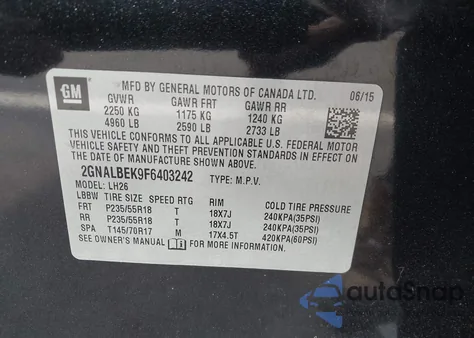 GM
MFD BY GENERAL MOTORS OF CANADA LTD.
GVWR GAWR FRT GAWR RR 06/15
2250 KG 1175 KG 1240 KG
4960 LB 2590 LB 2733 LB
THIS VEHICLE CONFORMS TO ALL APPLICABLE U.S. FEDERAL MOTOR
VEHICLE SAFETY, BUMPER, AND THEFT PREVENTION STANDARDS
IN EFFECT ON THE DATE OF MANUFACTURE SHOWN ABOVE.
2GNALBEK9F6403242 TYPE: M.P.V.
MODEL: LH26
LBBW TIRE SIZE SPEED RTG RIM COLD TIRE PRESSURE
FRT P235/55R18 T 18X7J 240KPA(35PSI)
RR P235/55R18 T 18X7J 240KPA(35PSI)
SPA T145/70R17 M 17X4.5T 420KPA(60PSI)
SEE OWNER'S MANUAL FOR MORE INFORMATION.
autoSnap